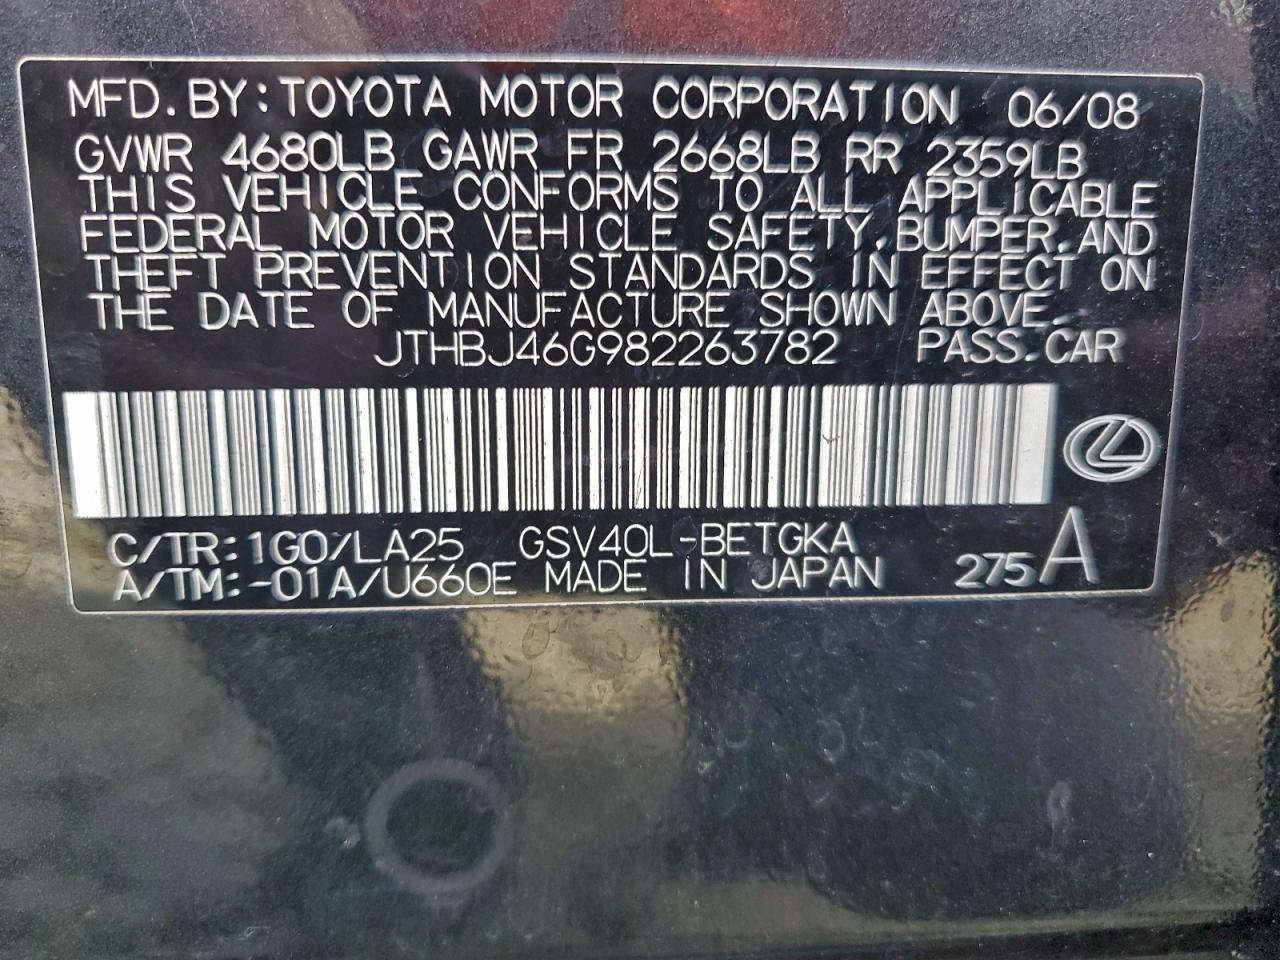 MFD.BY:TOYOTA MOTOR CORPORATION 06/08
GVWR 4680LB GAWR FR 2668LB RR 2359LB
THIS VEHICLE CONFORMS TO ALL APPLICABLE
FEDERAL MOTOR VEHICLE SAFETY,BUMPER,AND
THEFT PREVENTION STANDARDS IN EFFECT ON
THE DATE OF MANUFACTURE SHOWN ABOVE.
JTHBJ46G982263782 PASS.CAR
C/TR:1G0/LA25 GSV40L-BETGKA
A/TM:-01A/U660E MADE IN JAPAN 275A